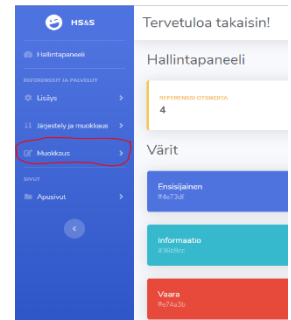 HS&S
Hallintapaneeli
REFERENSSIT JA PALVELUT
Lisäys
Järjestely ja muokkaus
Muokkaus
SIVUT
Apusivut
Tervetuloa takaisin!
Hallintapaneeli
REFERENSSI OTSIKOITA
4
Värit
Ensisijainen
#4e73df
Informaatio
#36b9cc
Vaara
#e74a3b